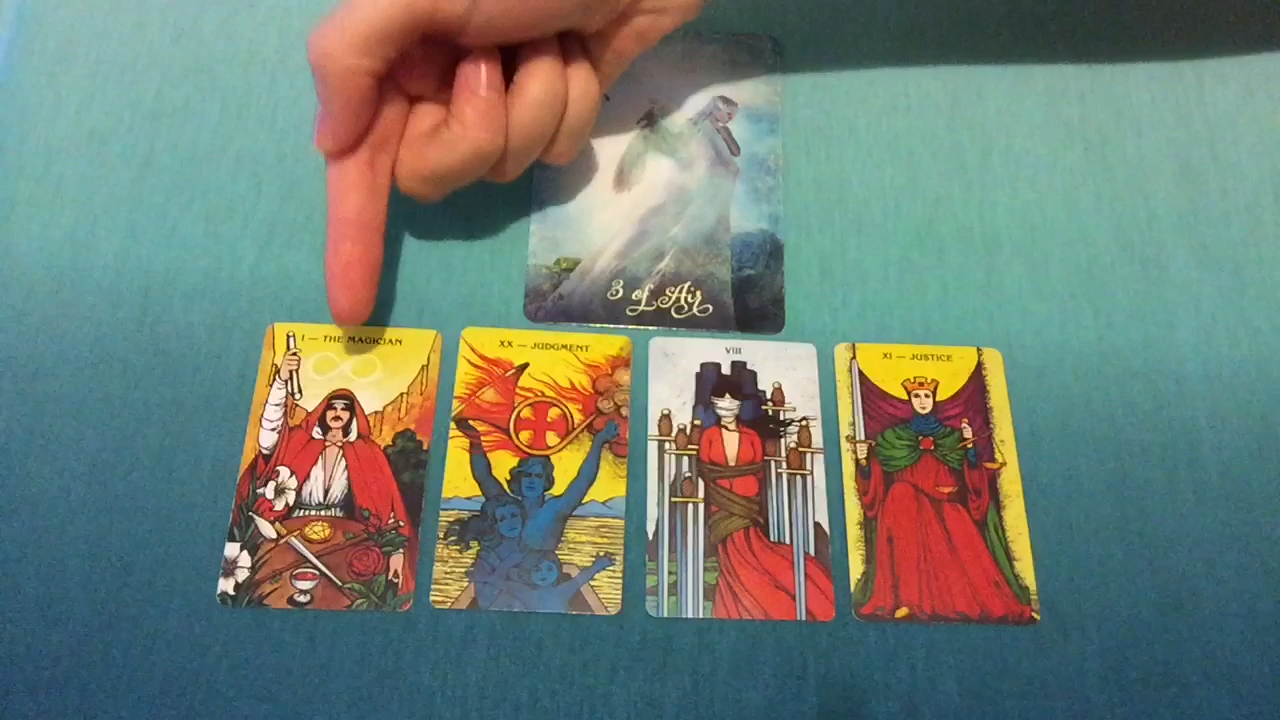 3 of Air
I — THE MAGICIAN
XX — JUDGMENT
VIII
XI — JUSTICE